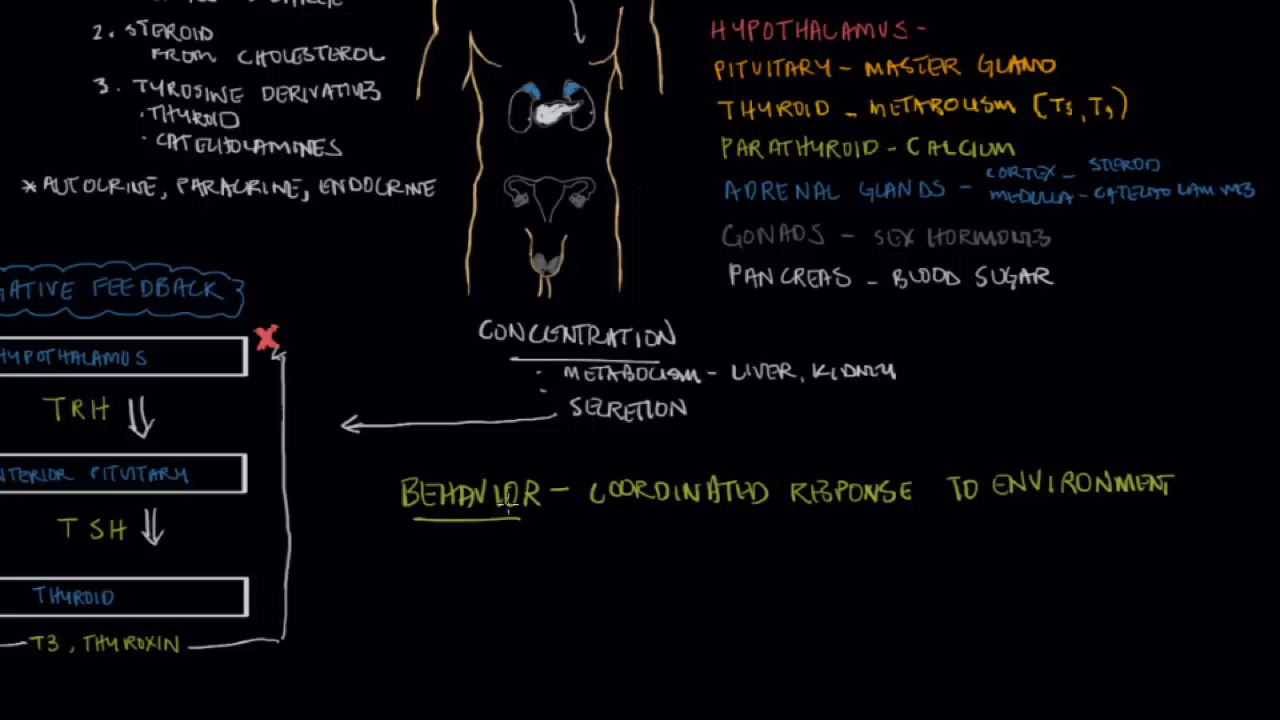 2. STEROID
FROM CHOLESTEROL
3. TYROSINE DERIVATIVES
· THYROID
· CATECHOLAMINES
* AUTOCRINE, PARACRINE, ENDOCRINE
GATIVE FEEDBACK
HYPOTHALAMUS
TRH
NTERIOR PITUITARY
TSH
THYROID
T3, THYROXIN
HYPOTHALAMUS -
PITUITARY - MASTER GLAND
THYROID - METABOLISM (T3, T4)
PARATHYROID - CALCIUM
ADRENAL GLANDS - CORTEX - STEROID
MEDULLA - CATECHOLAMINES
GONADS - SEX HORMONES
PANCREAS - BLOOD SUGAR
CONCENTRATION
· METABOLISM - LIVER, KIDNEY
· SECRETION
BEHAVIOR - COORDINATED RESPONSE TO ENVIRONMENT